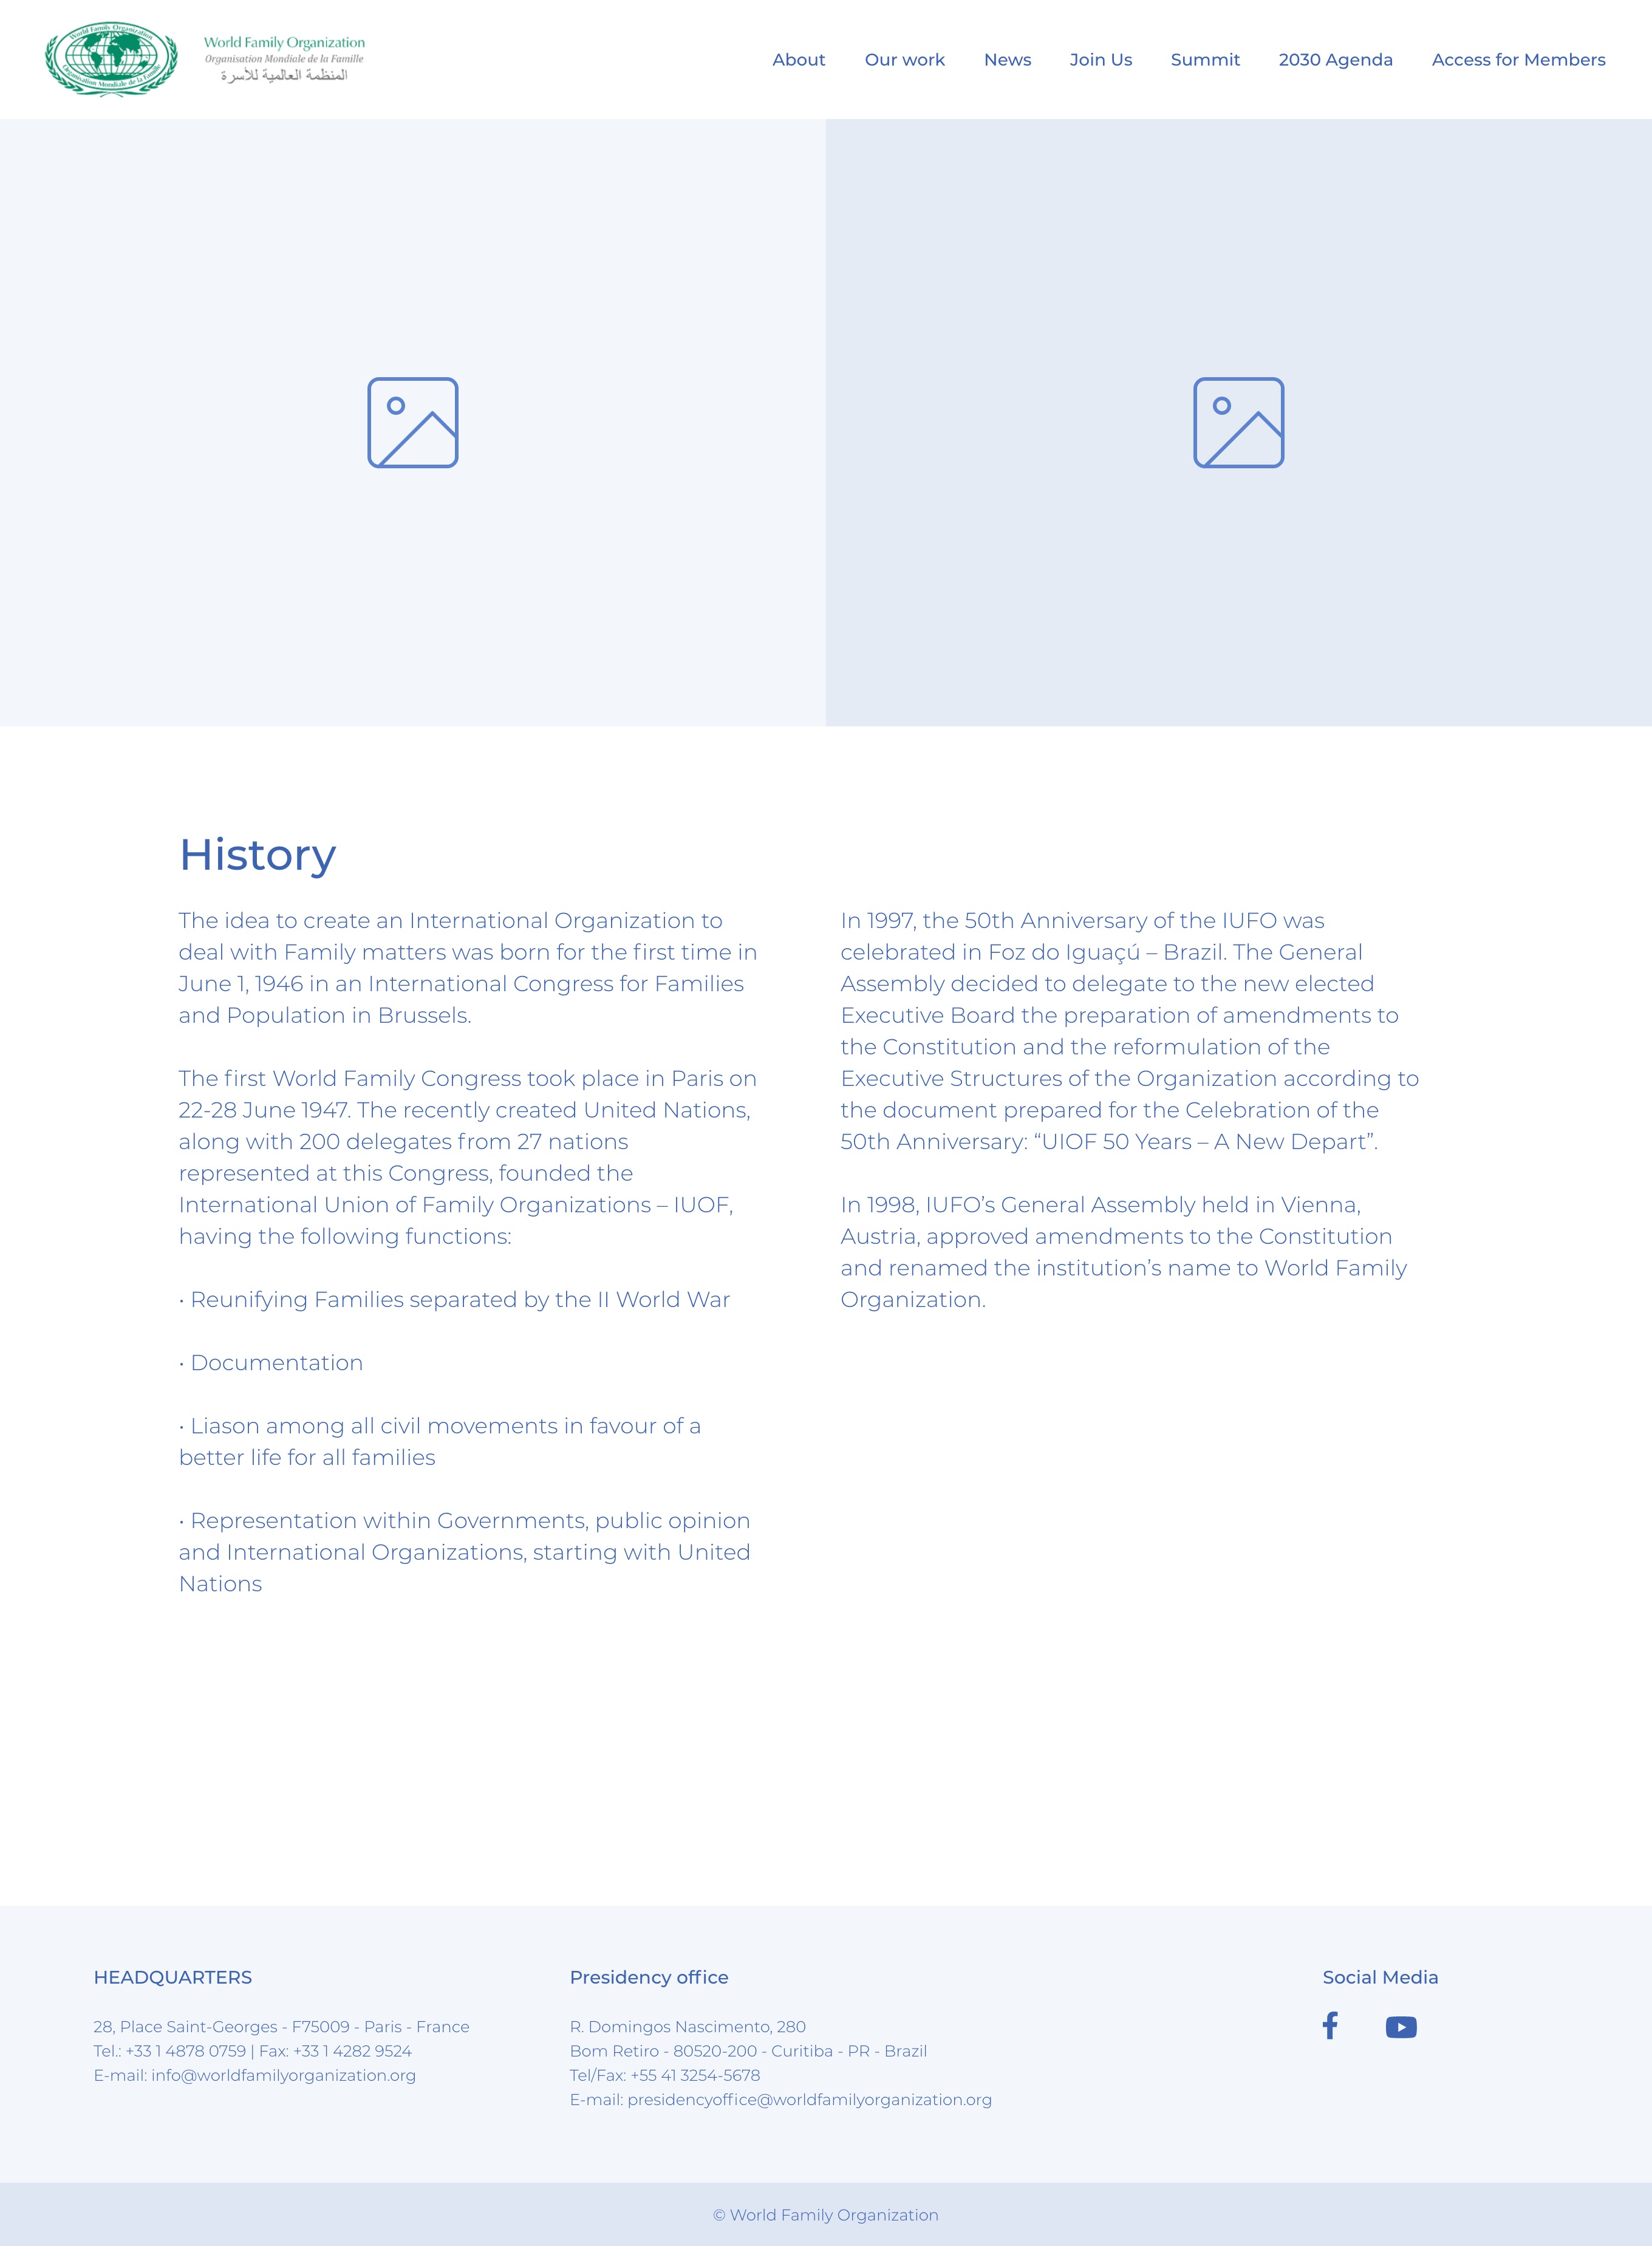 World Family Organization
Organisation Mondiale de la Famille
World Family Organization
Organisation Mondiale de la Famille
المنظمة العالمية للأسرة
About
Our work
News
Join Us
Summit
2030 Agenda
Access for Members
History
The idea to create an International Organization to
deal with Family matters was born for the first time in
June 1, 1946 in an International Congress for Families
and Population in Brussels.
The first World Family Congress took place in Paris on
22-28 June 1947. The recently created United Nations,
along with 200 delegates from 27 nations
represented at this Congress, founded the
International Union of Family Organizations – IUOF,
having the following functions:
· Reunifying Families separated by the II World War
· Documentation
· Liason among all civil movements in favour of a
better life for all families
· Representation within Governments, public opinion
and International Organizations, starting with United
Nations
In 1997, the 50th Anniversary of the IUFO was
celebrated in Foz do Iguaçú – Brazil. The General
Assembly decided to delegate to the new elected
Executive Board the preparation of amendments to
the Constitution and the reformulation of the
Executive Structures of the Organization according to
the document prepared for the Celebration of the
50th Anniversary: “UIOF 50 Years – A New Depart”.
In 1998, IUFO’s General Assembly held in Vienna,
Austria, approved amendments to the Constitution
and renamed the institution’s name to World Family
Organization.
HEADQUARTERS
28, Place Saint-Georges - F75009 - Paris - France
Tel.: +33 1 4878 0759 | Fax: +33 1 4282 9524
E-mail: info@worldfamilyorganization.org
Presidency office
R. Domingos Nascimento, 280
Bom Retiro - 80520-200 - Curitiba - PR - Brazil
Tel/Fax: +55 41 3254-5678
E-mail: presidencyoffice@worldfamilyorganization.org
Social Media
© World Family Organization